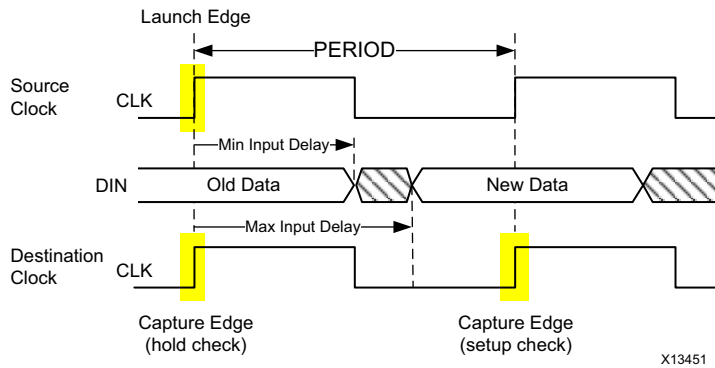 Launch Edge
PERIOD
Source
Clock
CLK
Min Input Delay
DIN
Old Data
New Data
Max Input Delay
Destination
Clock
CLK
Capture Edge
(hold check)
Capture Edge
(setup check)
X13451